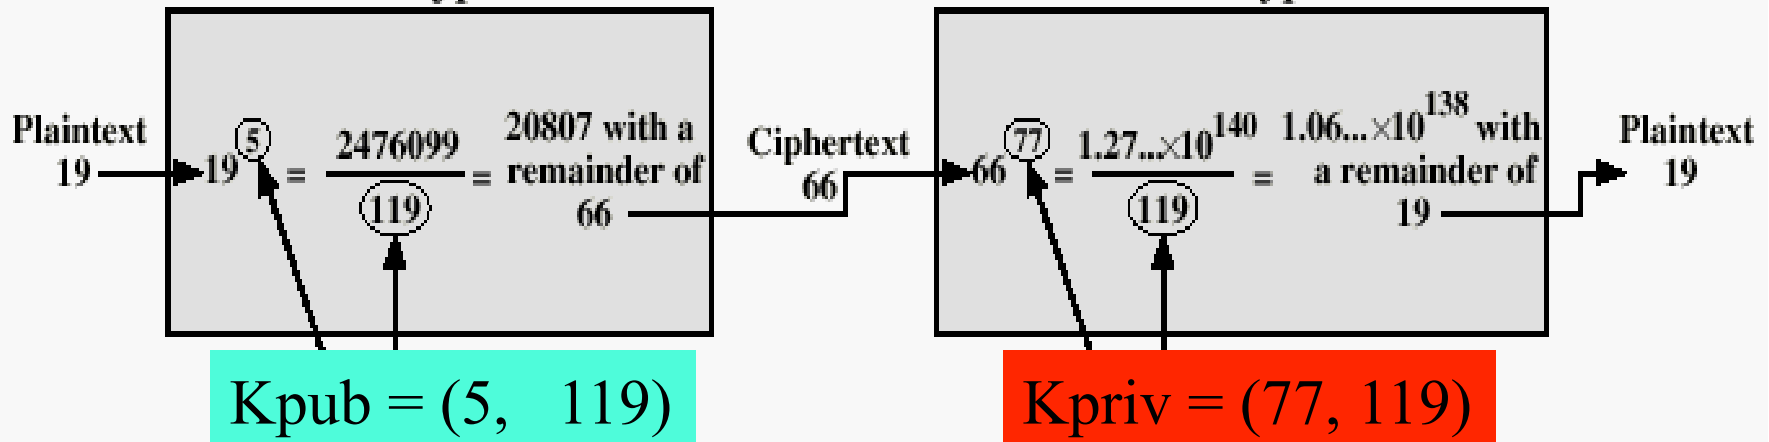 Plaintext
19
19^5 = 2476099 / 119 = 20807 with a remainder of 66
Ciphertext
66
66^77 = 1.27...×10^140 / 119 = 1.06...×10^138 with a remainder of 19
Plaintext
19
Kpub = (5, 119)
Kpriv = (77, 119)